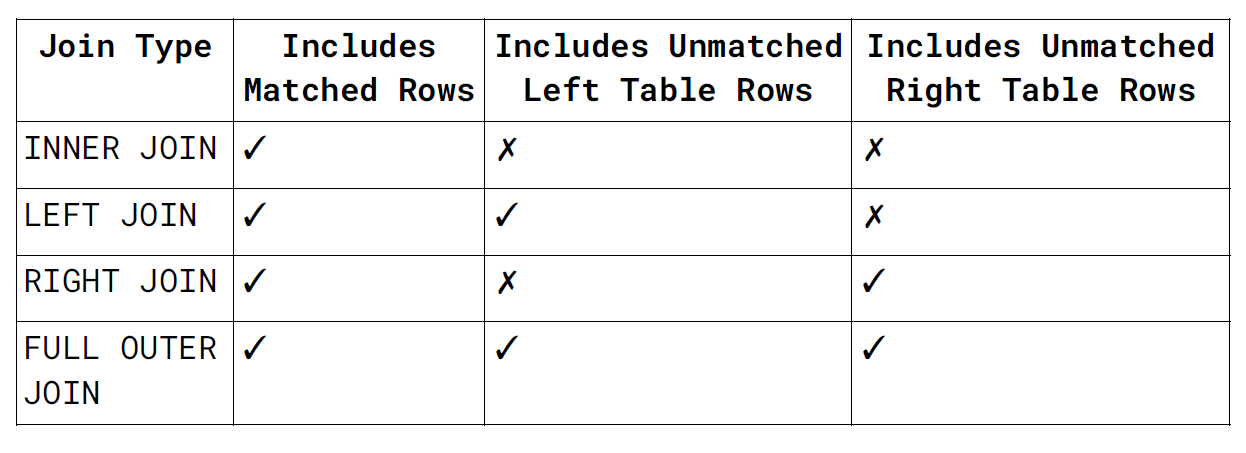 Join Type Includes Includes Unmatched Includes Unmatched
Matched Rows Left Table Rows Right Table Rows
INNER JOIN ✓ ✗ ✗
LEFT JOIN ✓ ✓ ✗
RIGHT JOIN ✓ ✗ ✓
FULL OUTER ✓ ✓ ✓
JOIN